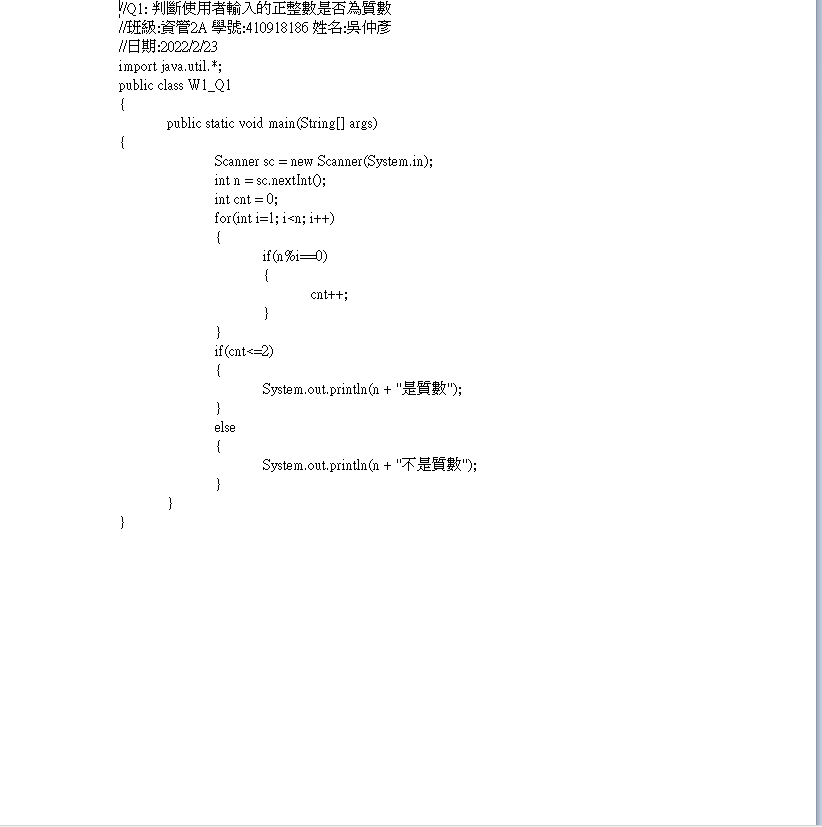 //Q1: 判斷使用者輸入的正整數是否為質數
//班級:資管2A 學號:410918186 姓名:吳仲彥
//日期:2022/2/23
import java.util.*;
public class W1_Q1
{
public static void main(String[] args)
{
Scanner sc = new Scanner(System.in);
int n = sc.nextInt();
int cnt = 0;
for(int i=1; i<n; i++)
{
if(n%i==0)
{
cnt++;
}
}
if(cnt<=2)
{
System.out.println(n + "是質數");
}
else
{
System.out.println(n + "不是質數");
}
}
}